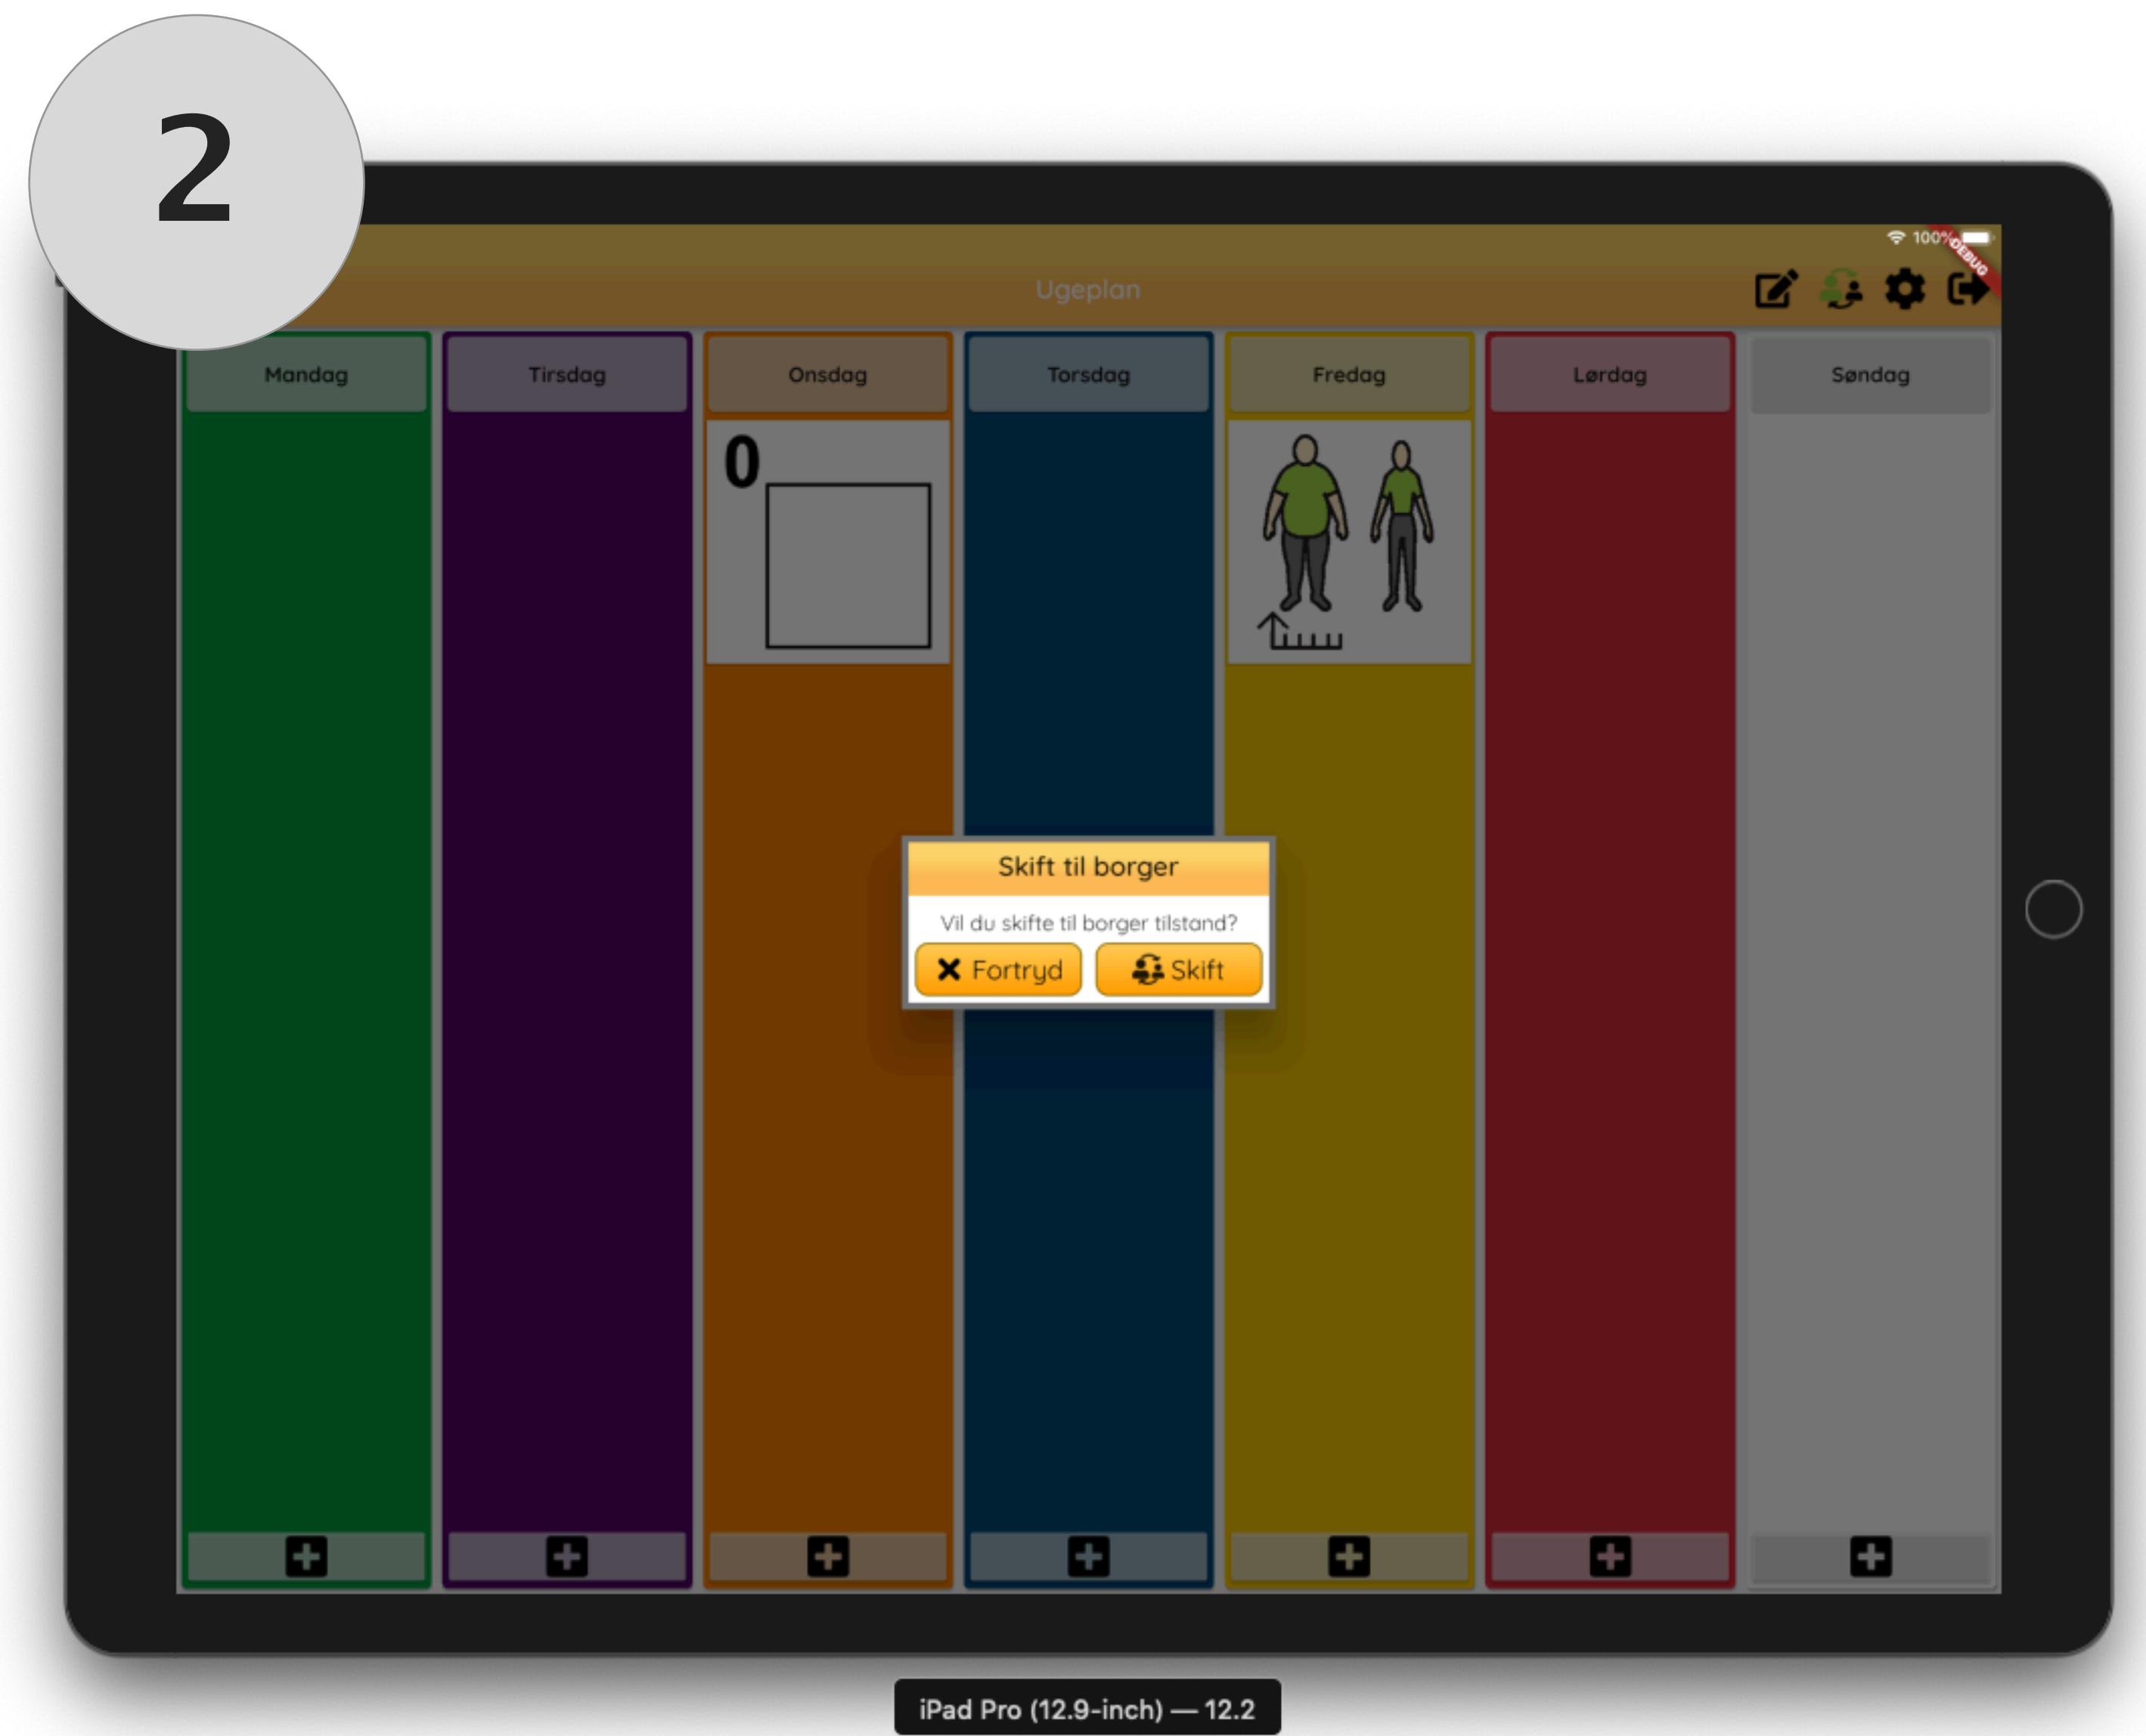 2
100%
DEBUG
Ugeplan
Mandag
Tirsdag
Onsdag
Torsdag
Fredag
Lørdag
Søndag
0
Skift til borger
Vil du skifte til borger tilstand?
Fortryd
Skift
iPad Pro (12.9-inch) — 12.2